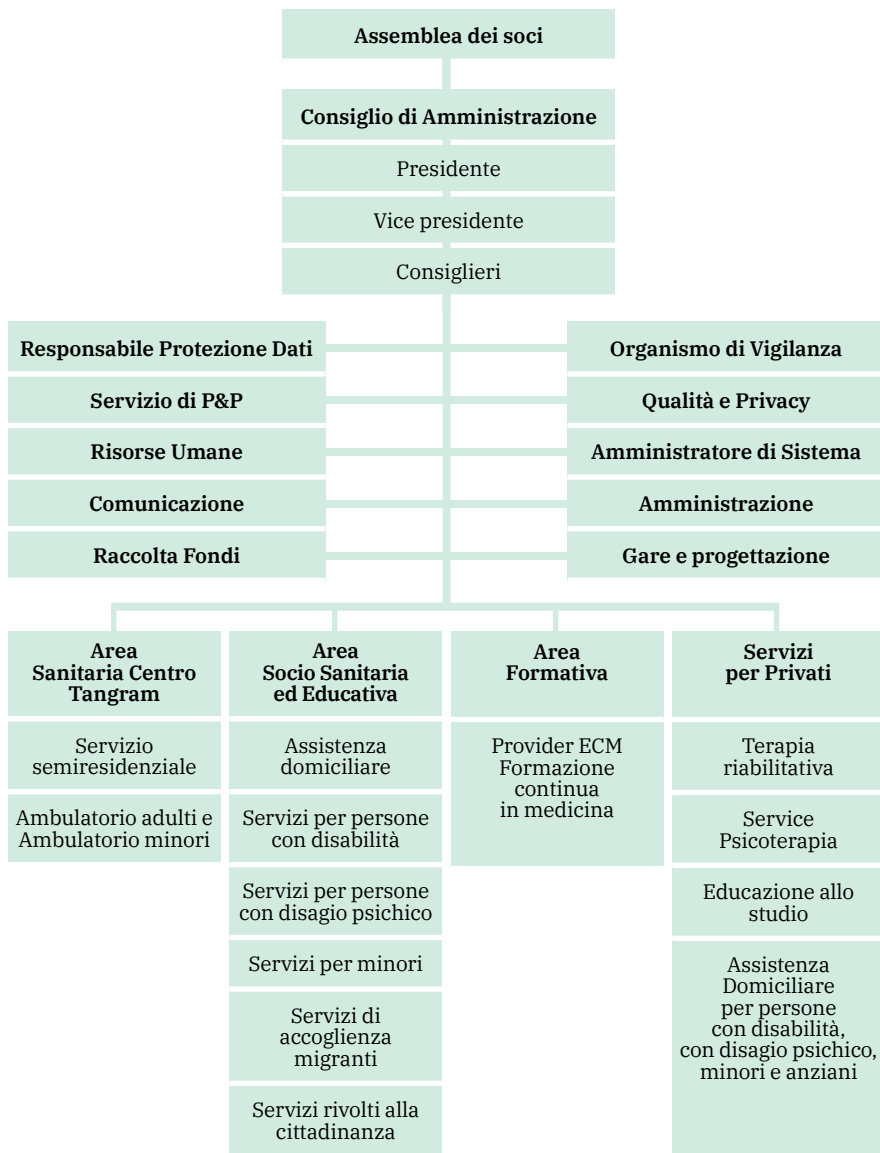 Assemblea dei soci
Consiglio di Amministrazione
Presidente
Vice presidente
Consiglieri
Responsabile Protezione Dati
Servizio di P&P
Risorse Umane
Comunicazione
Raccolta Fondi
Organismo di Vigilanza
Qualità e Privacy
Amministratore di Sistema
Amministrazione
Gare e progettazione
Area
Sanitaria Centro
Tangram
Servizio
semiresidenziale
Ambulatorio adulti e
Ambulatorio minori
Area
Socio Sanitaria
ed Educativa
Assistenza
domiciliare
Servizi per persone
con disabilità
Servizi per persone
con disagio psichico
Servizi per minori
Servizi di
accoglienza
migranti
Servizi rivolti alla
cittadinanza
Area
Formativa
Provider ECM
Formazione
continua
in medicina
Servizi
per Privati
Terapia
riabilitativa
Service
Psicoterapia
Educazione allo
studio
Assistenza
Domiciliare
per persone
con disabilità,
con disagio psichico,
minori e anziani